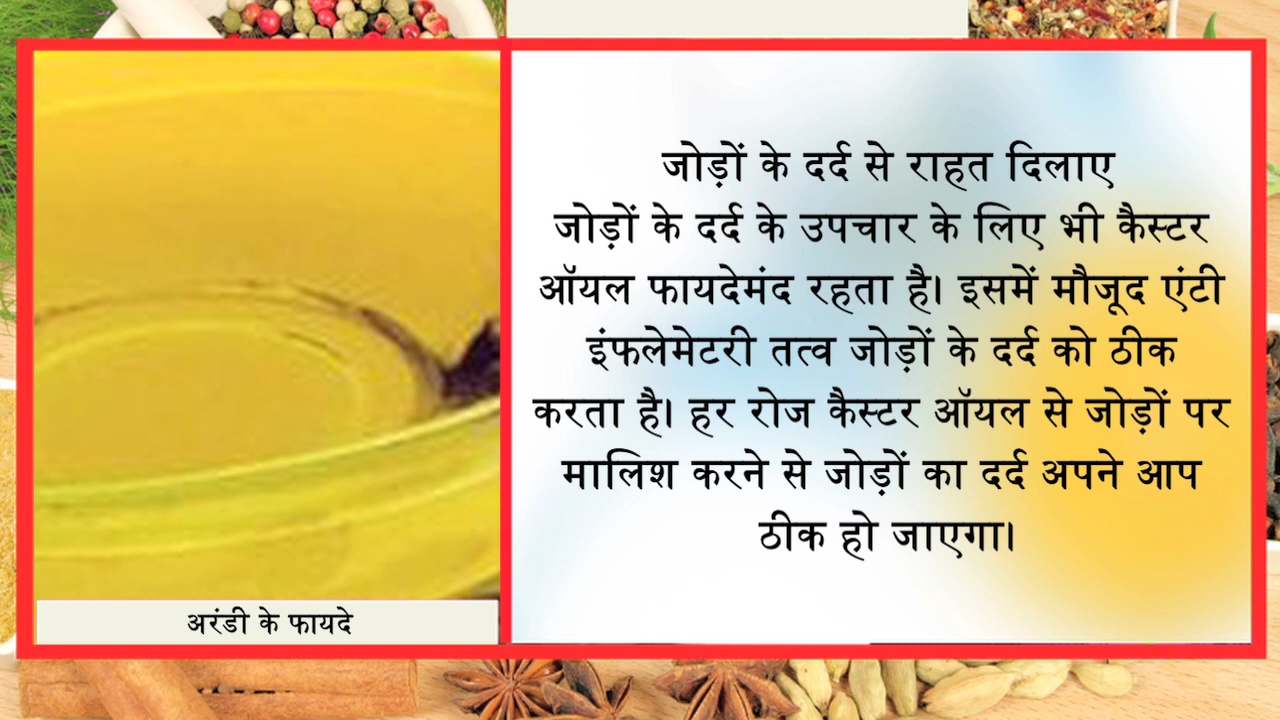 जोड़ों के दर्द से राहत दिलाए
जोड़ों के दर्द के उपचार के लिए भी कैस्टर
ऑयल फायदेमंद रहता है। इसमें मौजूद एंटी
इंफलेमेटरी तत्व जोड़ों के दर्द को ठीक
करता है। हर रोज कैस्टर ऑयल से जोड़ों पर
मालिश करने से जोड़ों का दर्द अपने आप
ठीक हो जाएगा।
अरंडी के फायदे